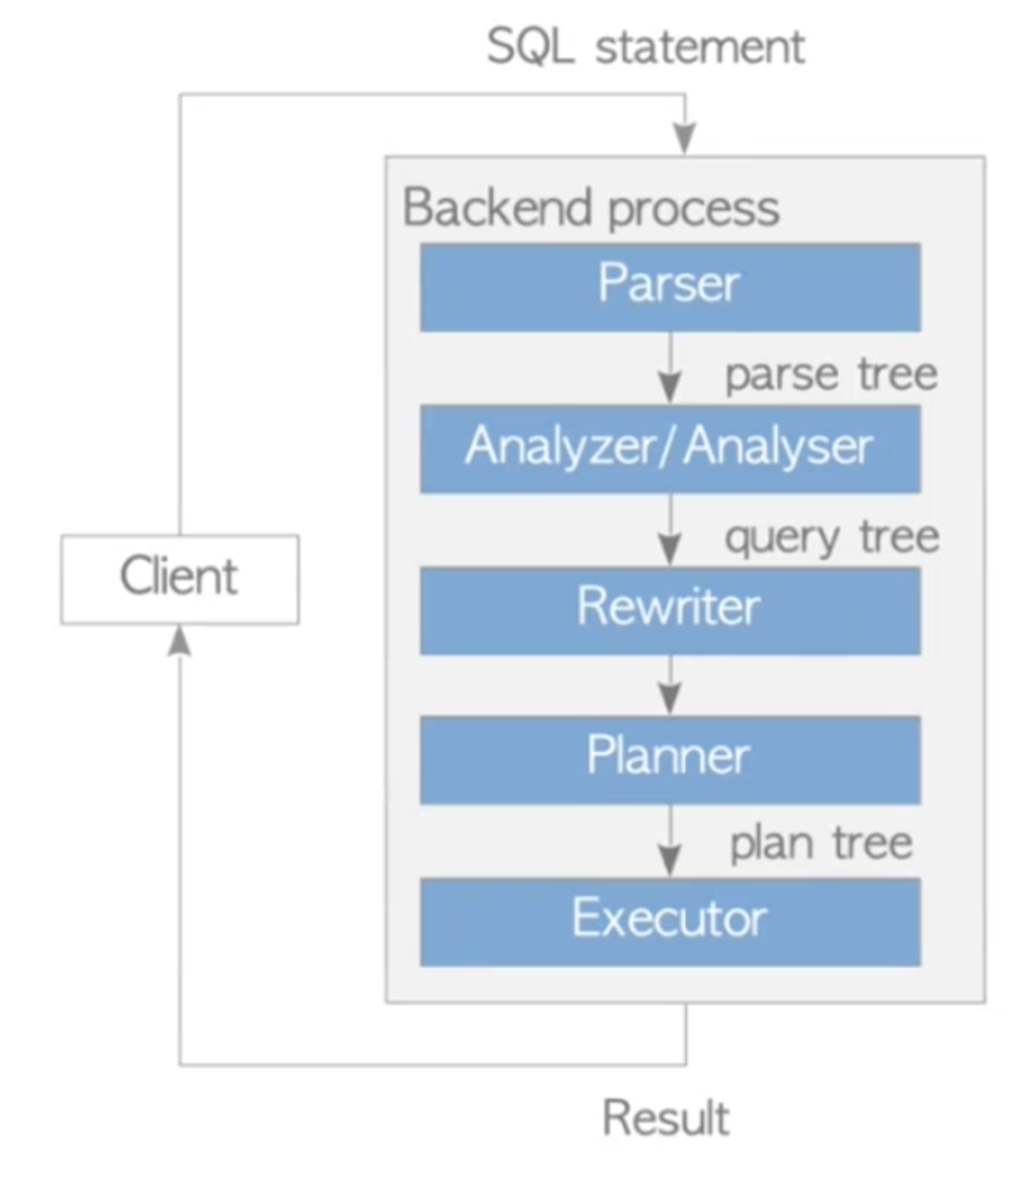 SQL statement
Backend process
Parser
parse tree
Analyzer/Analyser
query tree
Client
Rewriter
Planner
plan tree
Executor
Result